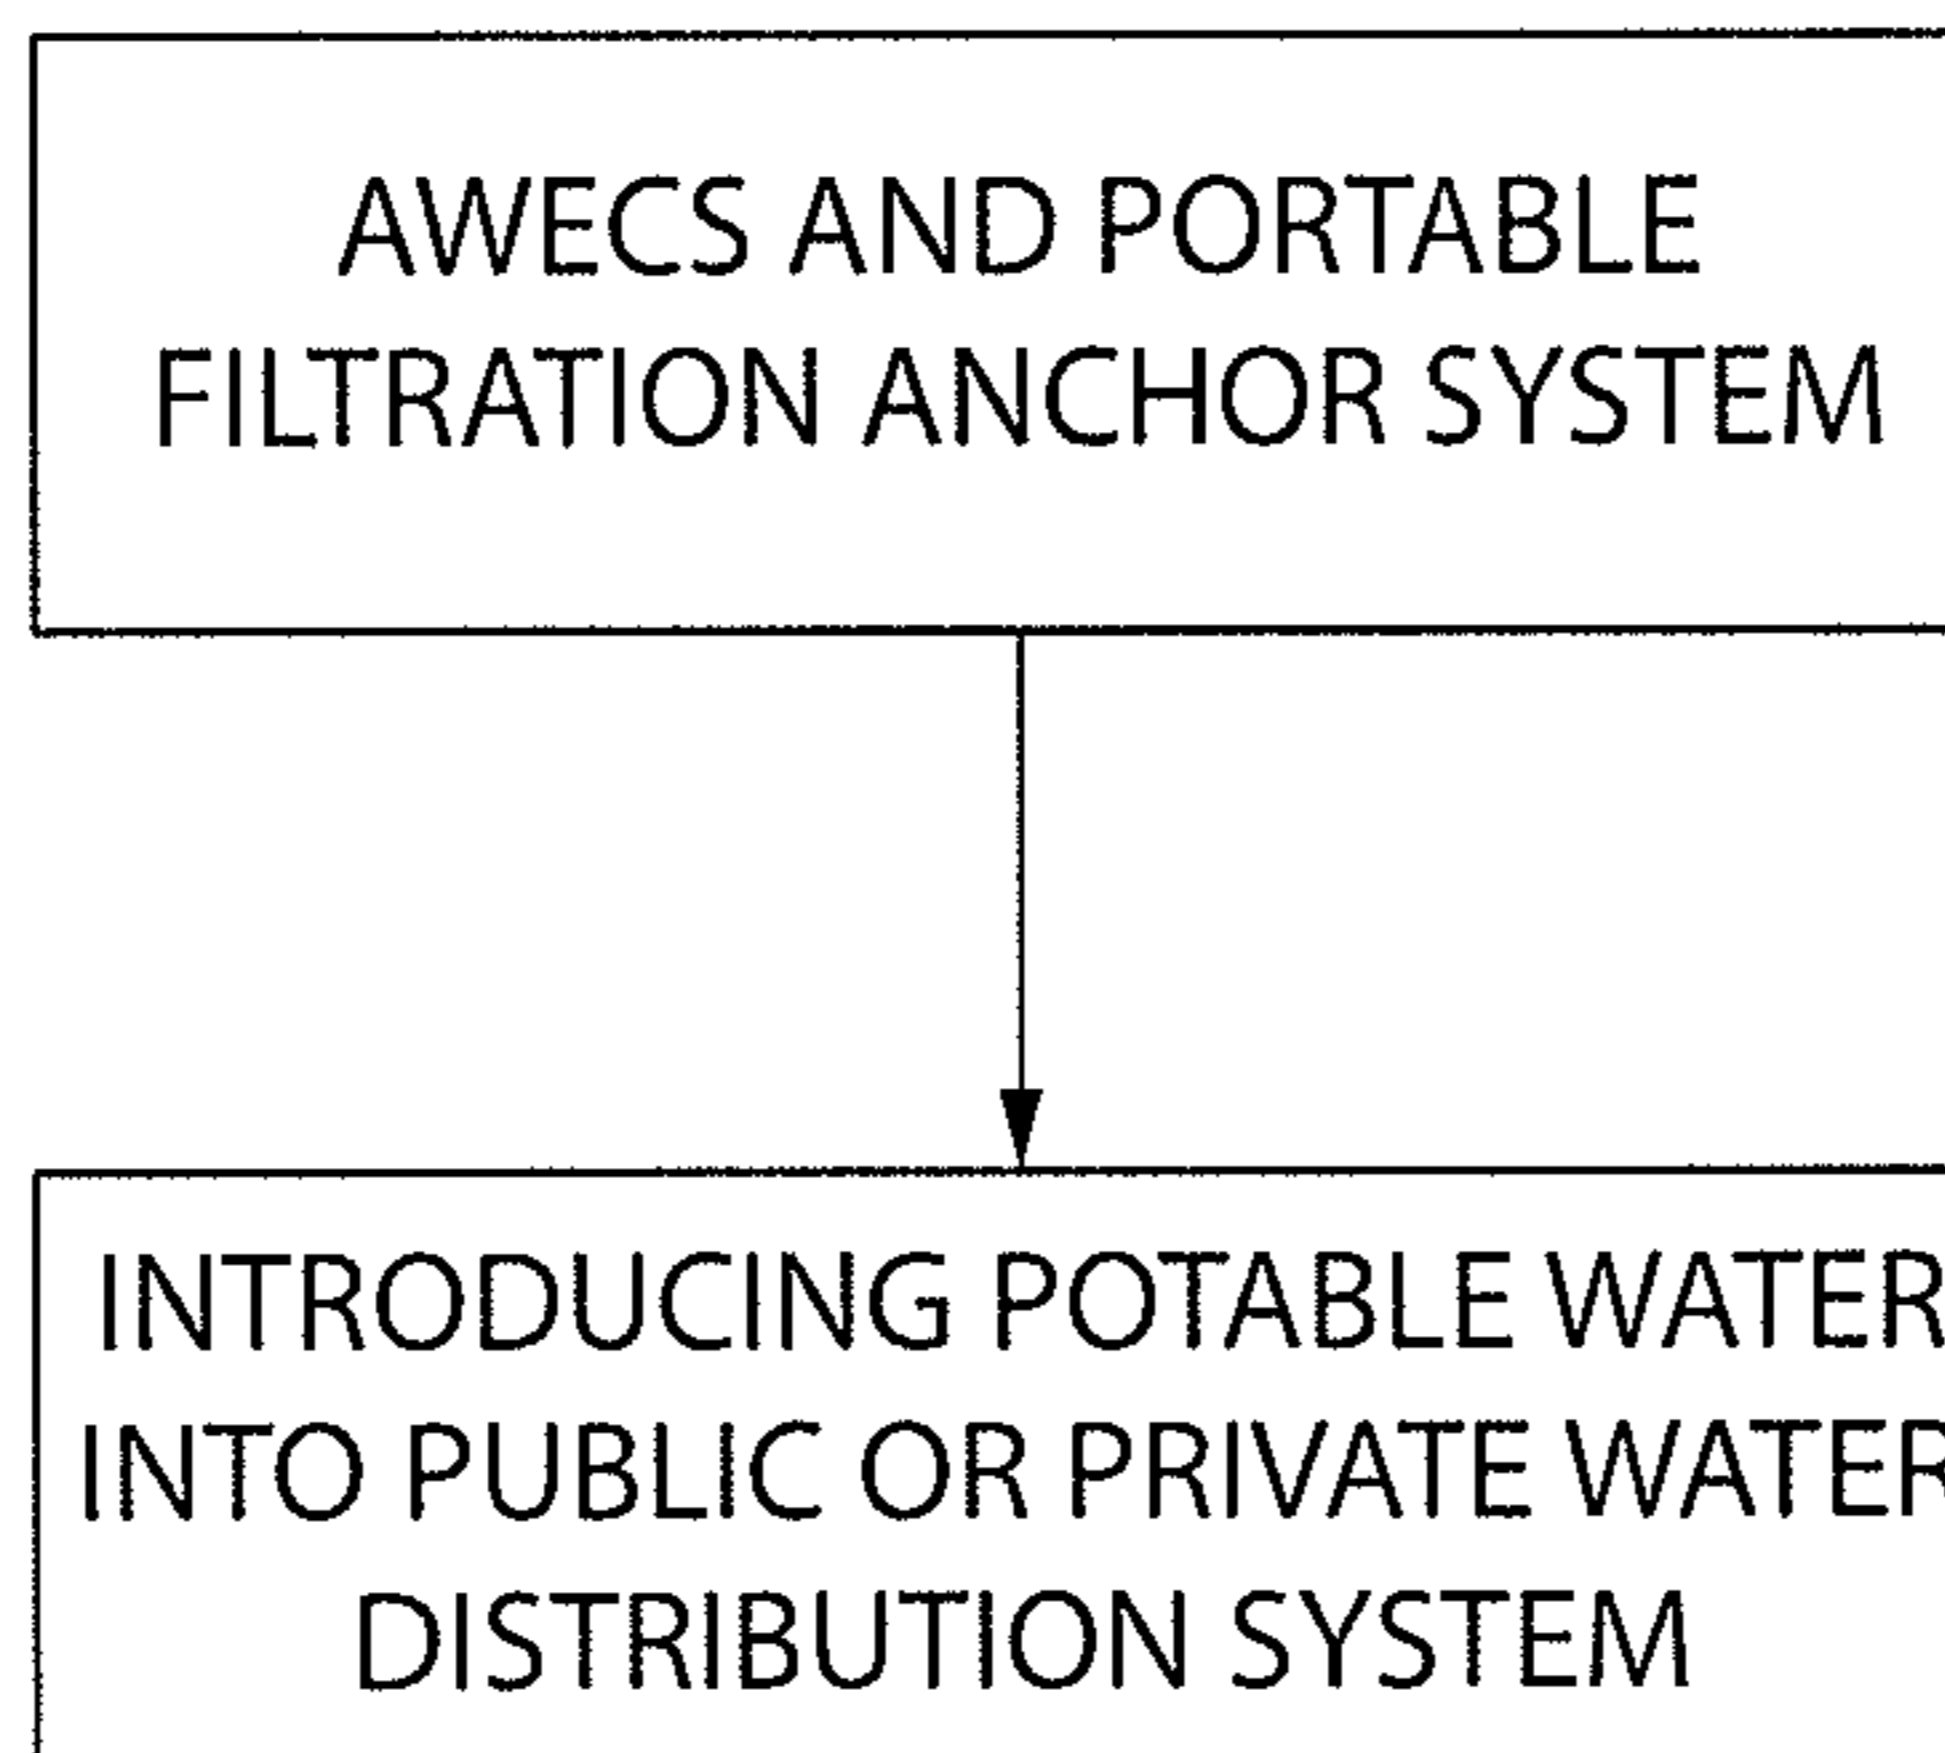 AWECS AND PORTABLE
FILTRATION ANCHOR SYSTEM
INTRODUCING POTABLE WATER
INTO PUBLIC OR PRIVATE WATER
DISTRIBUTION SYSTEM